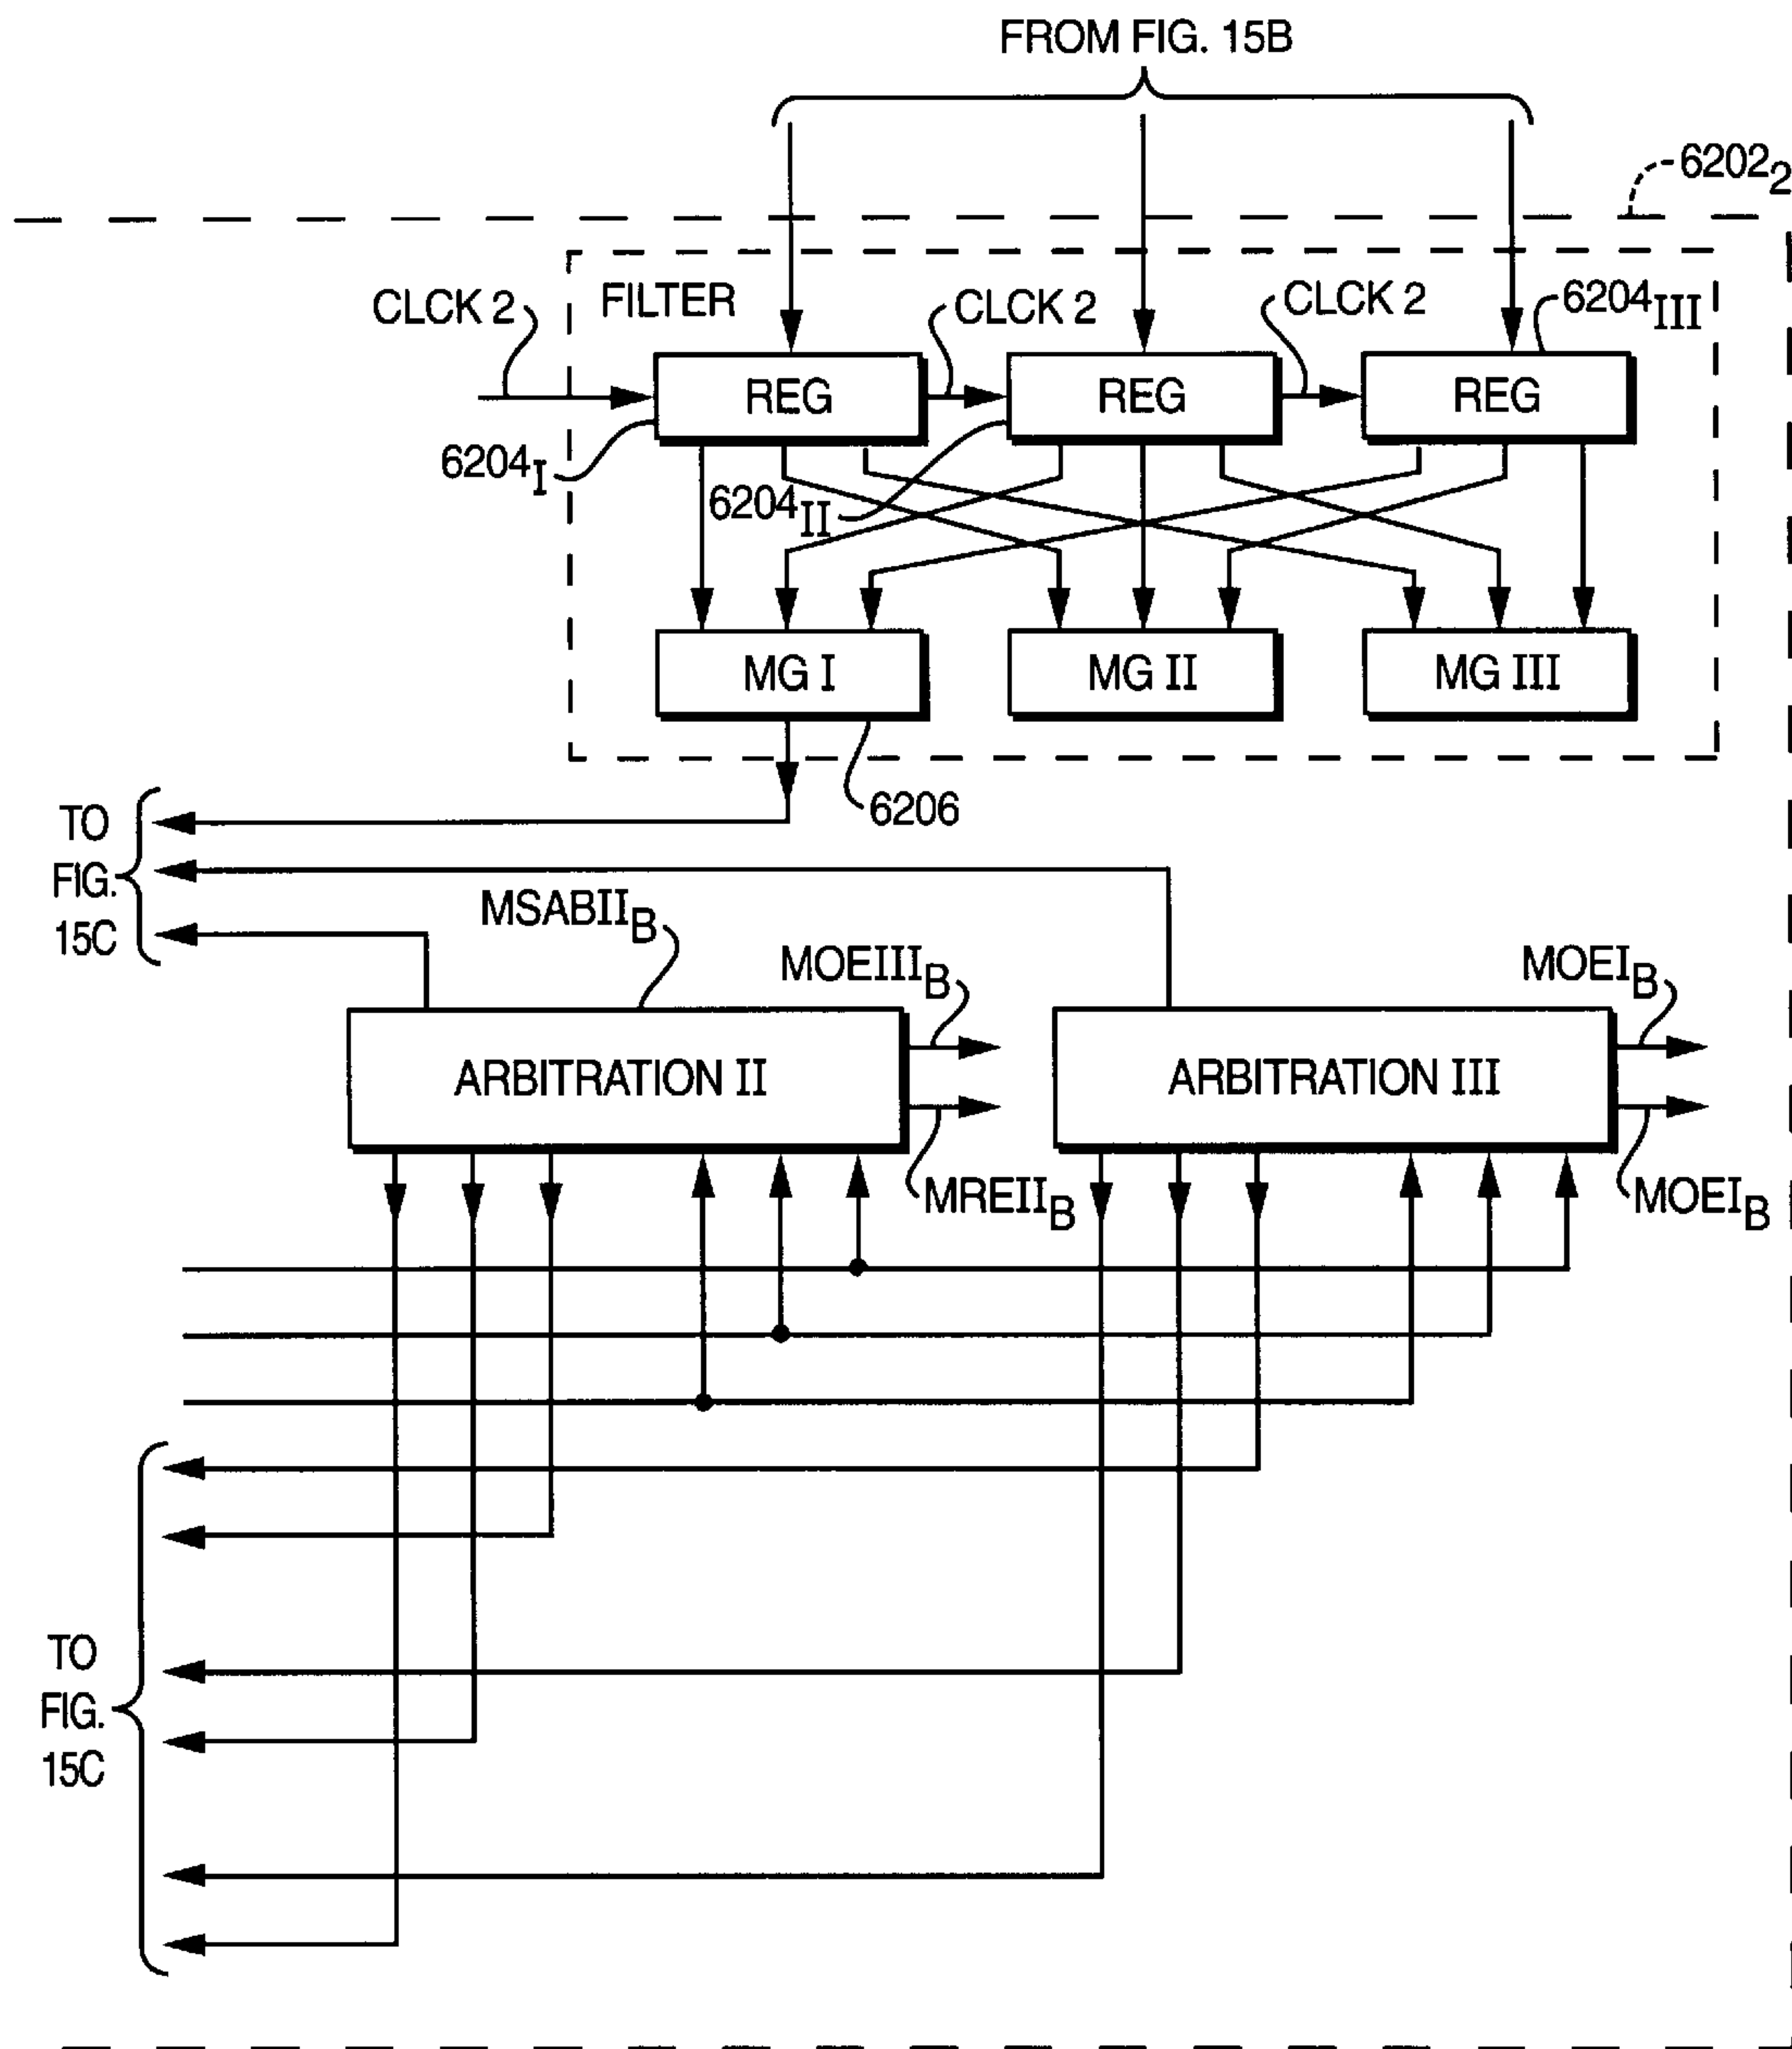 FROM FIG. 15B
6202₂
FILTER
CLCK 2
CLCK 2
CLCK 2
6204III
REG
REG
REG
6204I
6204II
MG I
MG II
MG III
6206
TO
FIG.
15C
MSABIIB
MOEIIIB
MOEIB
ARBITRATION II
ARBITRATION III
MREIIB
MOEIB
TO
FIG.
15C